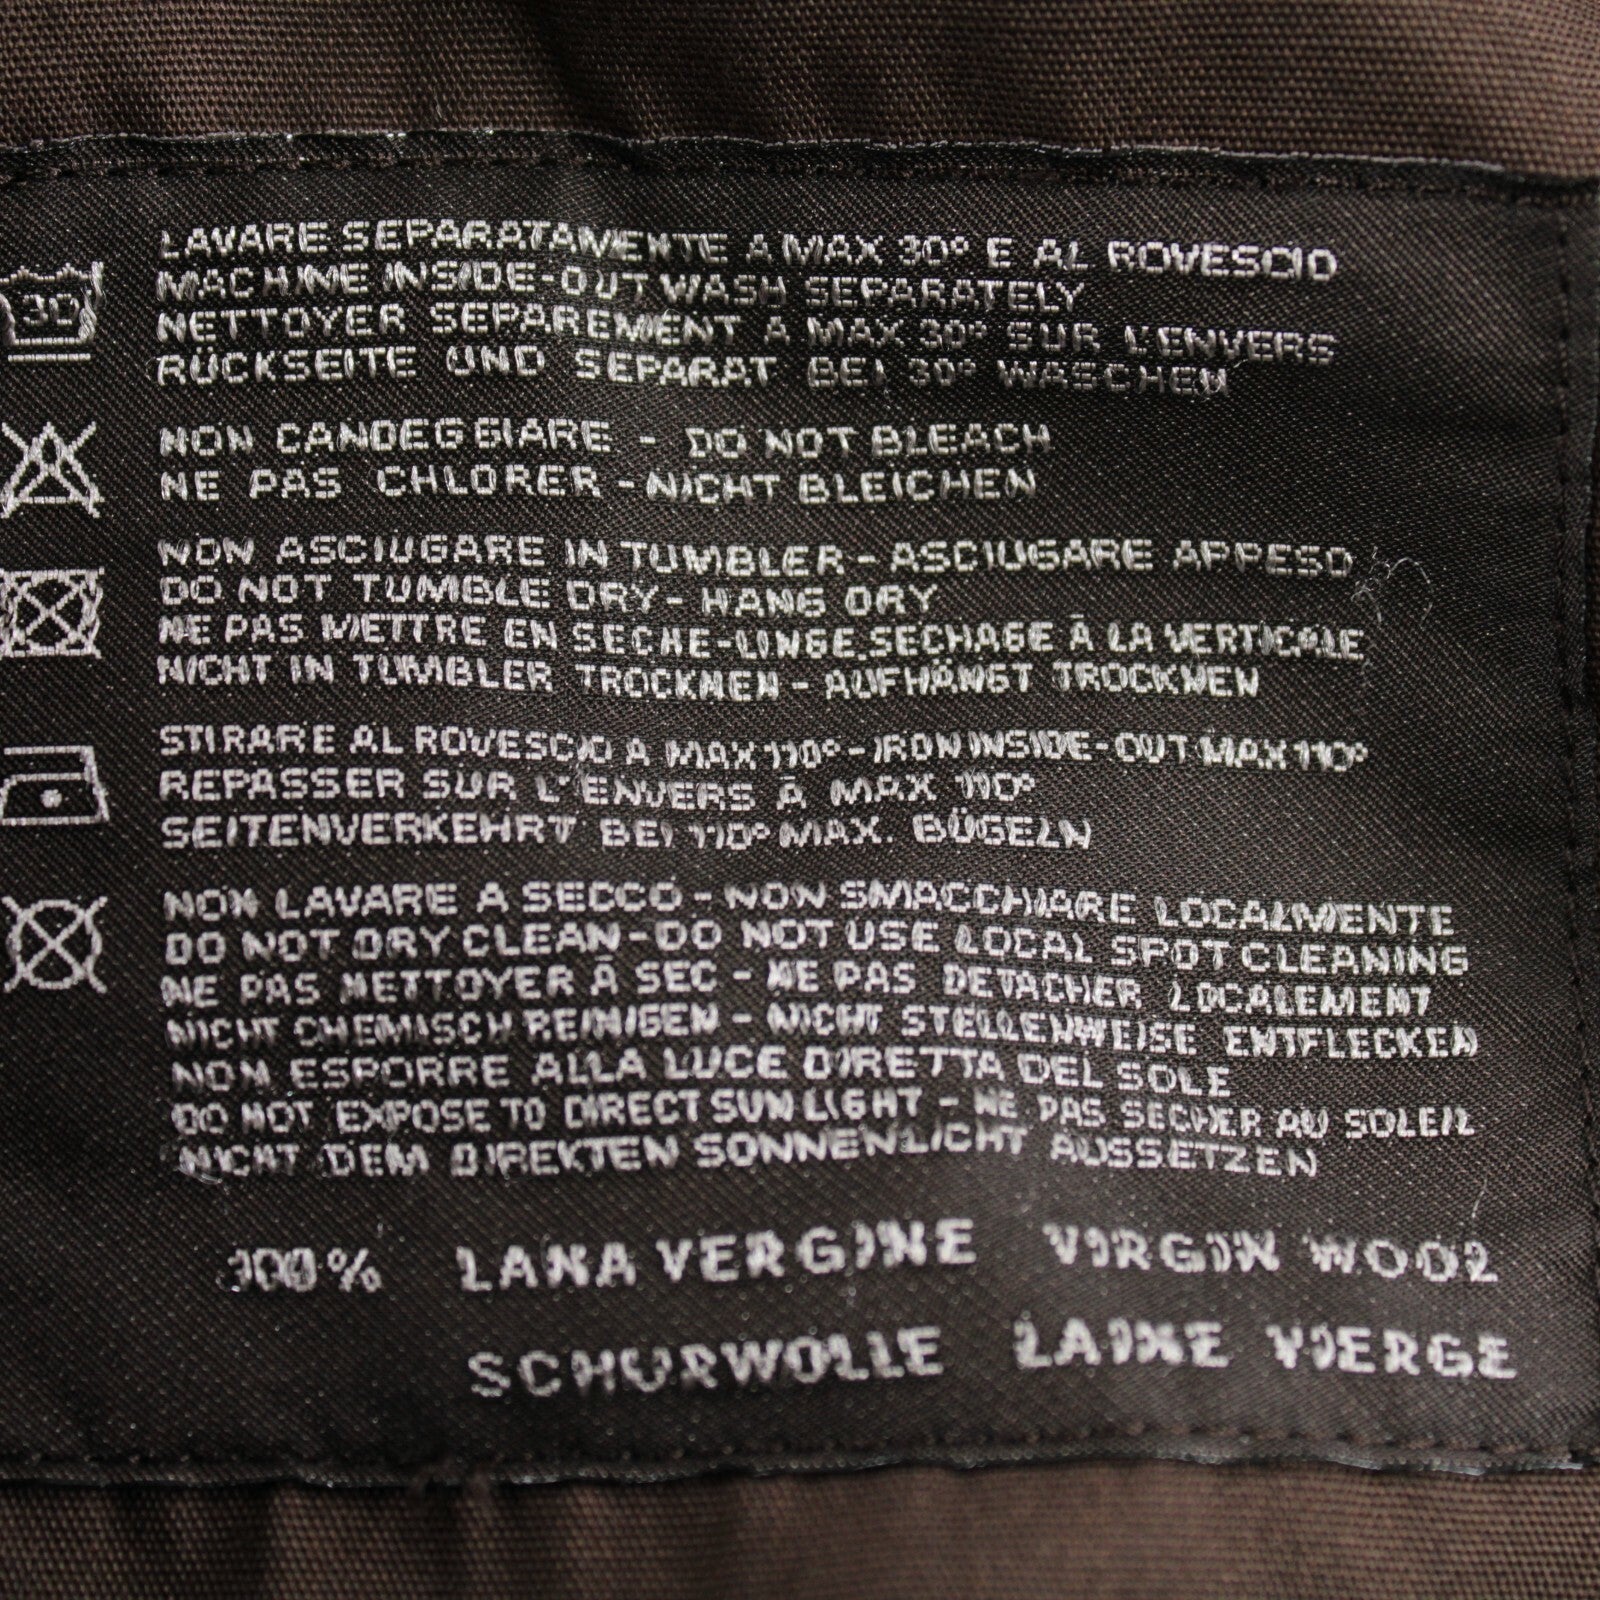 LAVARE SEPARATAMENTE A MAX 30° E AL ROVESCIO
MACHINE INSIDE-OUT WASH SEPARATELY
30
NETTOYER SEPAREMENT A MAX 30° SUR L'ENVERS
RÜCKSEITE UND SEPARAT BEI 30° WASCHEN
NON CANDEGGIARE - DO NOT BLEACH
NE PAS CHLORER - NICHT BLEICHEN
NON ASCIUGARE IN TUMBLER - ASCIUGARE APPESO
DO NOT TUMBLE DRY - HANG DRY
NE PAS METTRE EN SECHE-LINGE.SECHAGE À LA VERTICALE
NICHT IN TUMBLER TROCKNEN - AUFHÄNGT TROCKNEN
STIRARE AL ROVESCIO A MAX 110° - IRON INSIDE-OUT MAX 110°
REPASSER SUR L'ENVERS À MAX 110°
SEITENVERKEHRT BEI 110° MAX. BÜGELN
NON LAVARE A SECCO - NON SMACCHIARE LOCALMENTE
DO NOT DRY CLEAN - DO NOT USE LOCAL SPOT CLEANING
NE PAS NETTOYER À SEC - NE PAS DETACHER LOCALEMENT
NICHT CHEMISCH REINIGEN - NICHT STELLENWEISE ENTFLECKEN
NON ESPORRE ALLA LUCE DIRETTA DEL SOLE
DO NOT EXPOSE TO DIRECT SUNLIGHT - NE PAS SECHER AU SOLEIL
NICHT DEM DIREKTEN SONNENLICHT AUSSETZEN
100% LANA VERGINE VIRGIN WOOL
SCHURWOLLE LAINE VIERGE